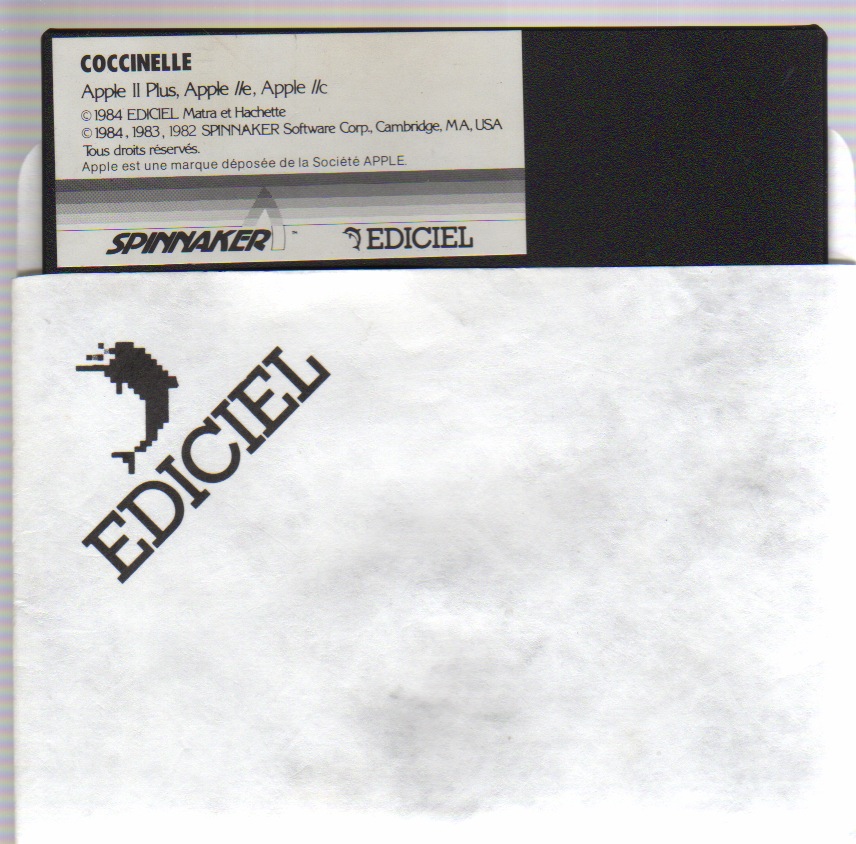 COCCINELLE
Apple II Plus, Apple //e, Apple //c
©1984 EDICIEL Matra et Hachette
©1984, 1983, 1982 SPINNAKER Software Corp., Cambridge, MA, USA
Tous droits réservés.
Apple est une marque déposée de la Société APPLE.
SPINNAKER™ EDICIEL
EDICIEL